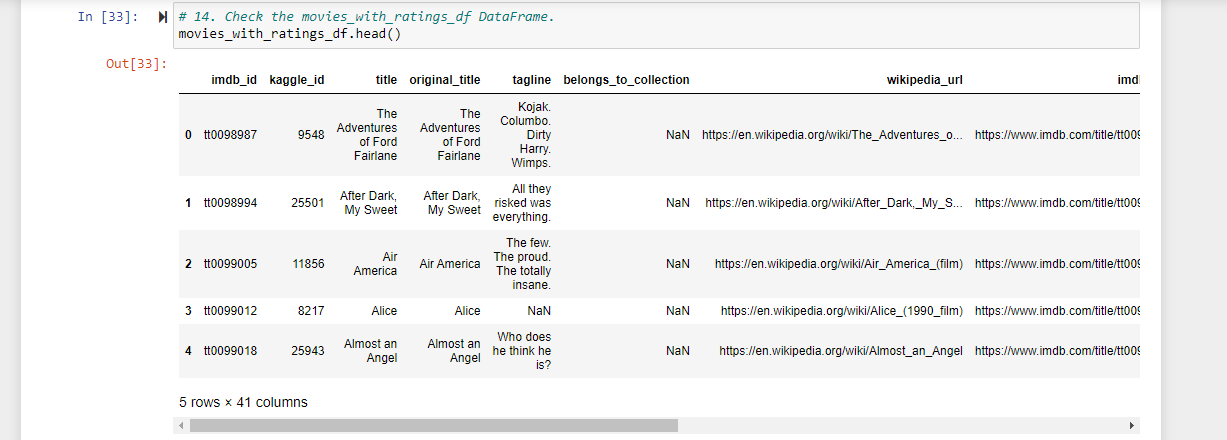 In [33]:
# 14. Check the movies_with_ratings_df DataFrame.
movies_with_ratings_df.head()
Out[33]:
imdb_id kaggle_id title original_title tagline belongs_to_collection wikipedia_url imdl
0 tt0098987 9548 The Adventures of Ford Fairlane The Adventures of Ford Fairlane Kojak. Columbo. Dirty Harry. Wimps. NaN https://en.wikipedia.org/wiki/The_Adventures_o... https://www.imdb.com/title/tt009
1 tt0098994 25501 After Dark, My Sweet After Dark, My Sweet All they risked was everything. NaN https://en.wikipedia.org/wiki/After_Dark,_My_S... https://www.imdb.com/title/tt009
2 tt0099005 11856 Air America Air America The few. The proud. The totally insane. NaN https://en.wikipedia.org/wiki/Air_America_(film) https://www.imdb.com/title/tt009
3 tt0099012 8217 Alice Alice NaN NaN https://en.wikipedia.org/wiki/Alice_(1990_film) https://www.imdb.com/title/tt009
4 tt0099018 25943 Almost an Angel Almost an Angel Who does he think he is? NaN https://en.wikipedia.org/wiki/Almost_an_Angel https://www.imdb.com/title/tt009
5 rows × 41 columns